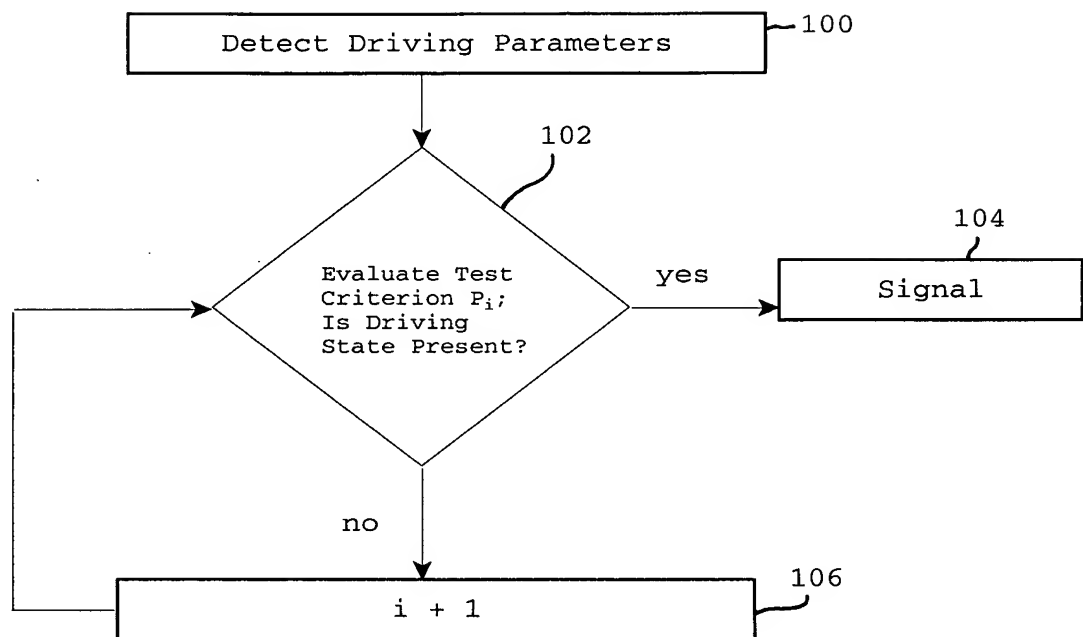 Detect Driving Parameters
100
102
Evaluate Test
Criterion Pᵢ;
Is Driving
State Present?
yes
104
Signal
no
i + 1
106